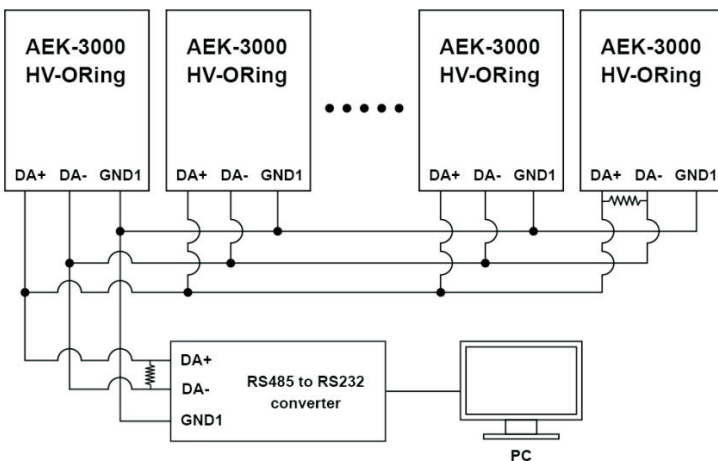 AEK-3000
HV-ORing
DA+ DA- GND1
AEK-3000
HV-ORing
DA+ DA- GND1
AEK-3000
HV-ORing
DA+ DA- GND1
AEK-3000
HV-ORing
DA+ DA- GND1
DA+
DA-
GND1
RS485 to RS232
converter
PC